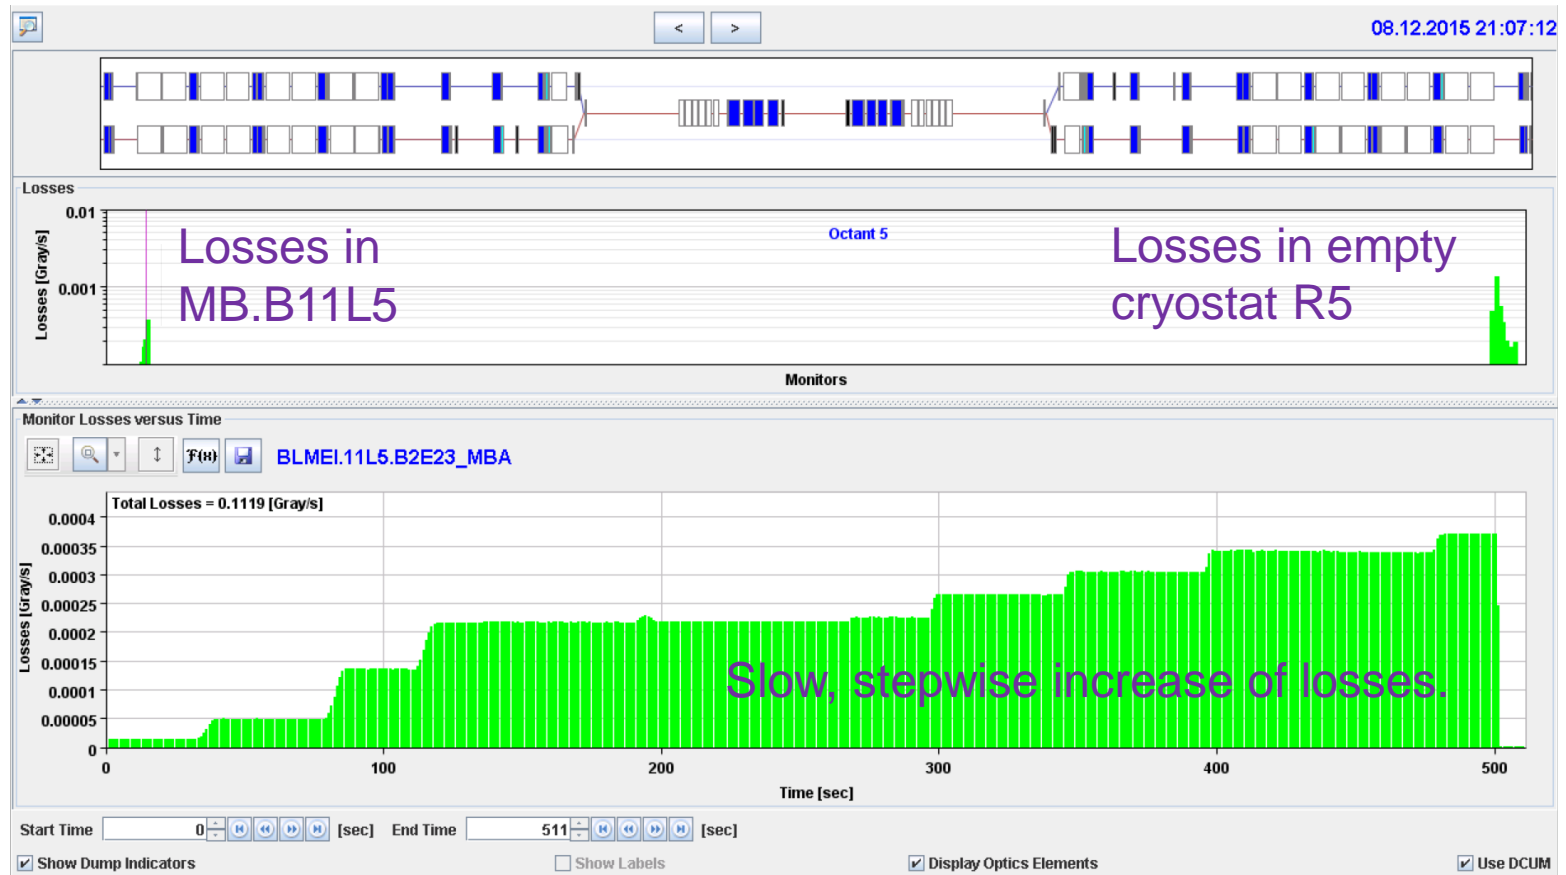 < >
08.12.2015 21:07:12
Losses
0.01
0.001
Losses [Gray/s]
Octant 5
Losses in
MB.B11L5
Losses in empty
cryostat R5
Monitors
Monitor Losses versus Time
F(x)
BLMEI.11L5.B2E23_MBA
Total Losses = 0.1119 [Gray/s]
0.0004
0.00035
0.0003
0.00025
0.0002
0.00015
0.0001
0.00005
0
Losses [Gray/s]
Slow, stepwise increase of losses.
0 100 200 300 400 500
Time [sec]
Start Time 0 [sec] End Time 511 [sec]
Show Dump Indicators Show Labels Display Optics Elements Use DCUM